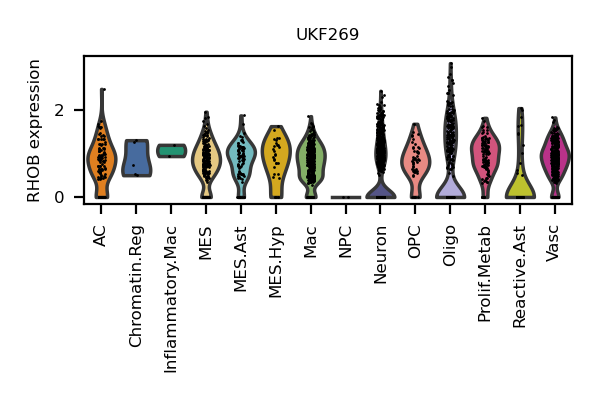 UKF269
RHOB expression
2
0
AC
Chromatin.Reg
Inflammatory.Mac
MES
MES.Ast
MES.Hyp
Mac
NPC
Neuron
OPC
Oligo
Prolif.Metab
Reactive.Ast
Vasc